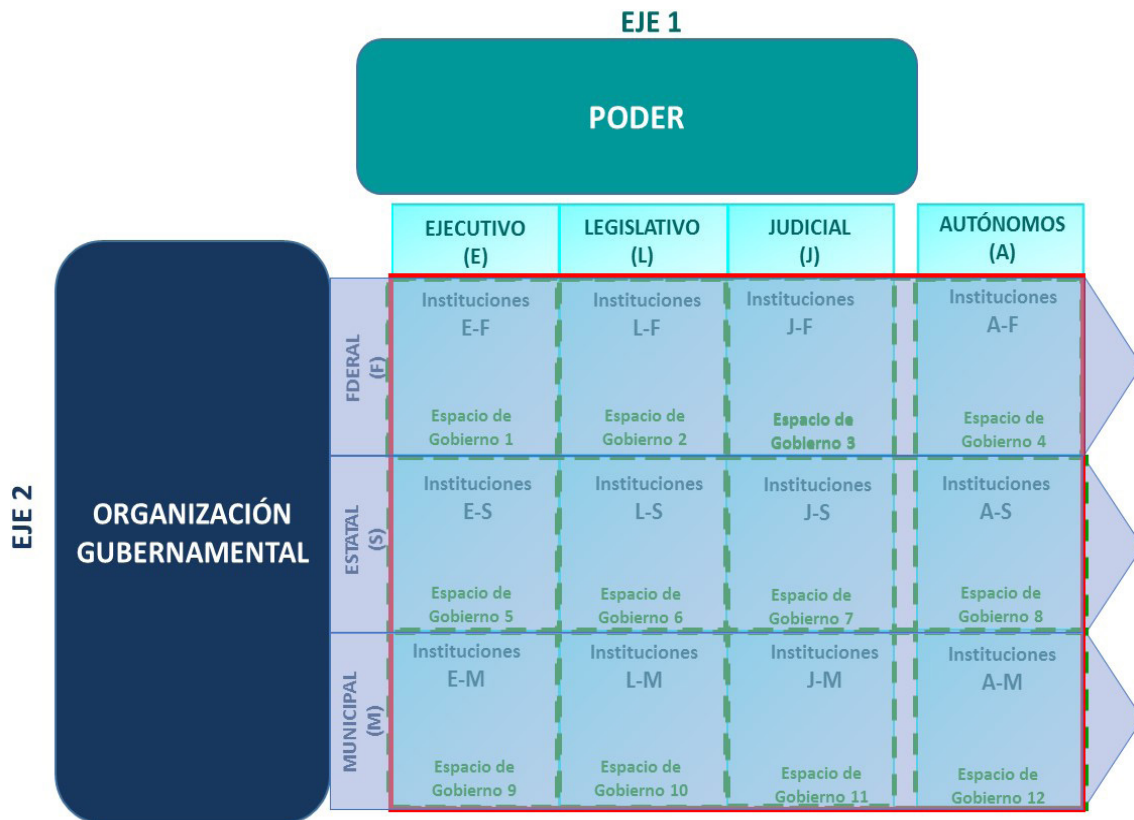 EJE 1
PODER
EJECUTIVO
(E)
LEGISLATIVO
(L)
JUDICIAL
(J)
AUTÓNOMOS
(A)
EJE 2
ORGANIZACIÓN
GUBERNAMENTAL
FDERAL
(F)
Instituciones
E-F
Espacio de
Gobierno 1
Instituciones
L-F
Espacio de
Gobierno 2
Instituciones
J-F
Espacio de
Gobierno 3
Instituciones
A-F
Espacio de
Gobierno 4
ESTATAL
(S)
Instituciones
E-S
Espacio de
Gobierno 5
Instituciones
L-S
Espacio de
Gobierno 6
Instituciones
J-S
Espacio de
Gobierno 7
Instituciones
A-S
Espacio de
Gobierno 8
MUNICIPAL
(M)
Instituciones
E-M
Espacio de
Gobierno 9
Instituciones
L-M
Espacio de
Gobierno 10
Instituciones
J-M
Espacio de
Gobierno 11
Instituciones
A-M
Espacio de
Gobierno 12